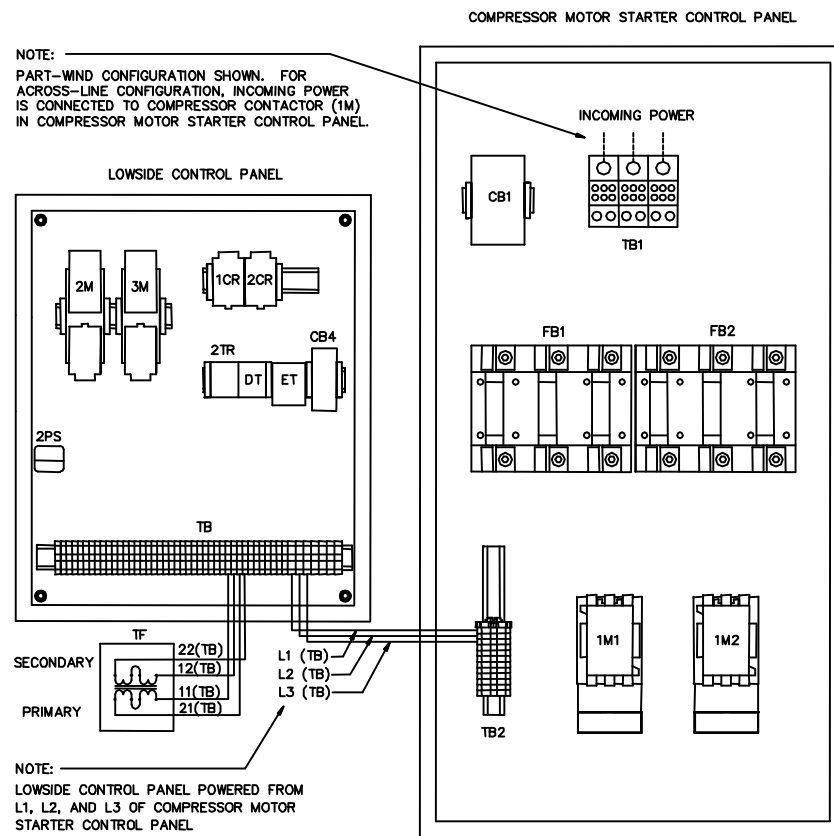 COMPRESSOR MOTOR STARTER CONTROL PANEL
NOTE:
PART-WIND CONFIGURATION SHOWN. FOR
ACROSS-LINE CONFIGURATION, INCOMING POWER
IS CONNECTED TO COMPRESSOR CONTACTOR (1M)
IN COMPRESSOR MOTOR STARTER CONTROL PANEL.
INCOMING POWER
LOWSIDE CONTROL PANEL
CB1
TB1
2M
3M
1CR
2CR
2TR
CB4
DT
ET
FB1
FB2
2PS
TB
TF
SECONDARY
22(TB)
12(TB)
11(TB)
21(TB)
PRIMARY
L1 (TB)
L2 (TB)
L3 (TB)
1M1
1M2
TB2
NOTE:
LOWSIDE CONTROL PANEL POWERED FROM
L1, L2, AND L3 OF COMPRESSOR MOTOR
STARTER CONTROL PANEL